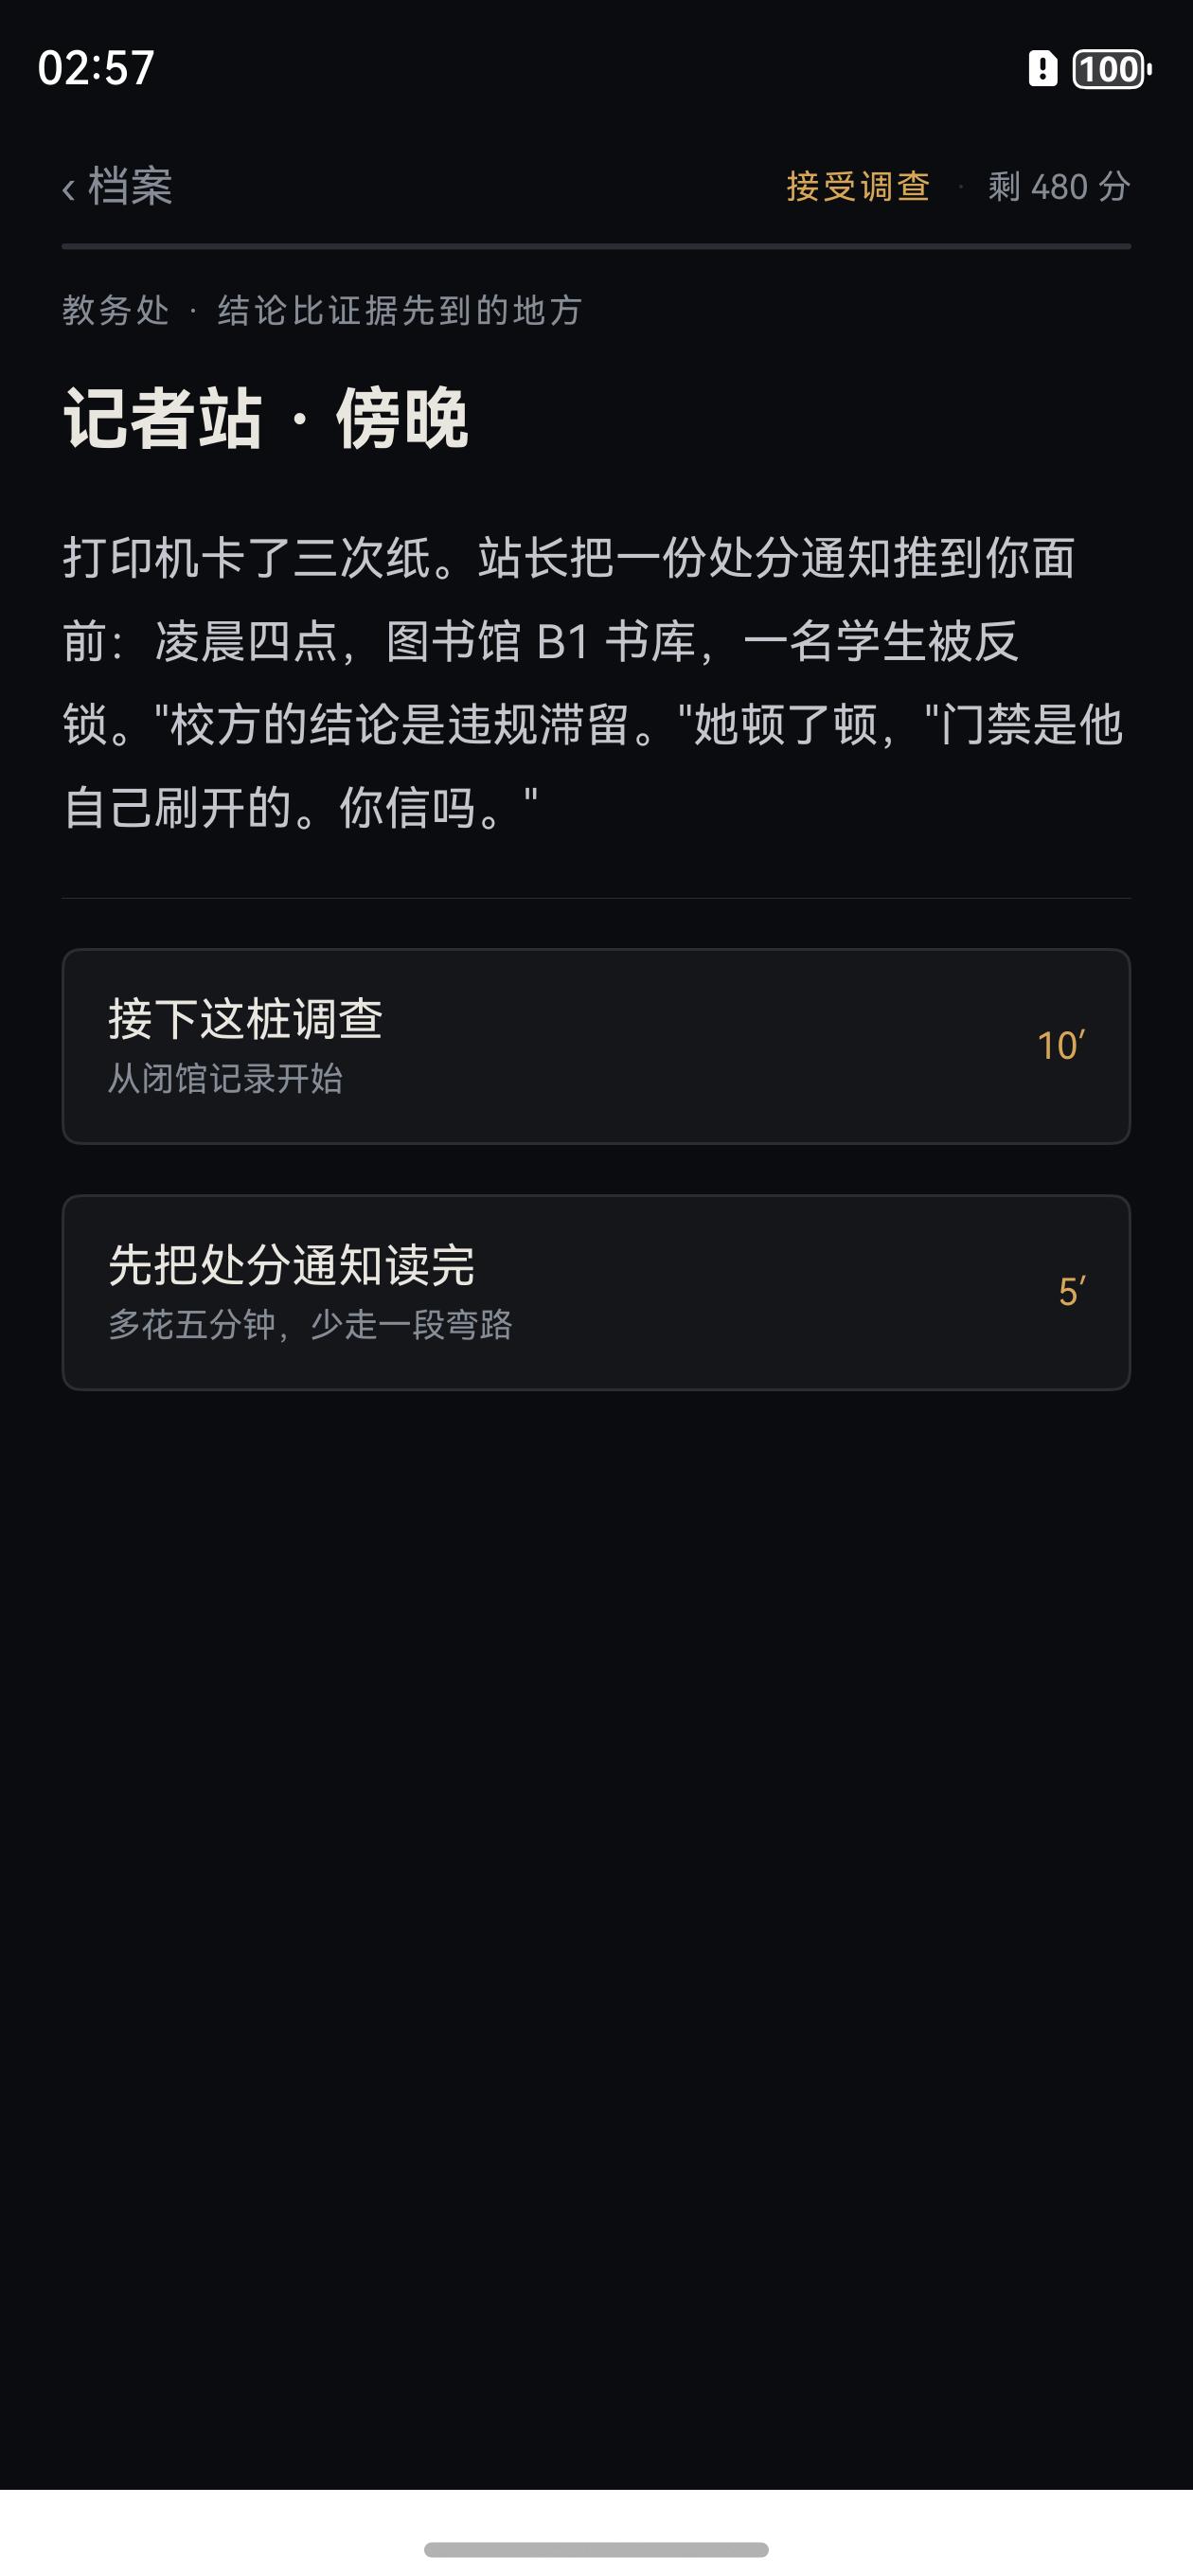 02:57
100
‹ 档案
接受调查 · 剩 480 分
教务处 · 结论比证据先到的地方
记者站 · 傍晚
打印机卡了三次纸。站长把一份处分通知推到你面
前：凌晨四点，图书馆 B1 书库，一名学生被反
锁。"校方的结论是违规滞留。"她顿了顿，"门禁是他
自己刷开的。你信吗。"
接下这桩调查
从闭馆记录开始
10′
先把处分通知读完
多花五分钟，少走一段弯路
5′